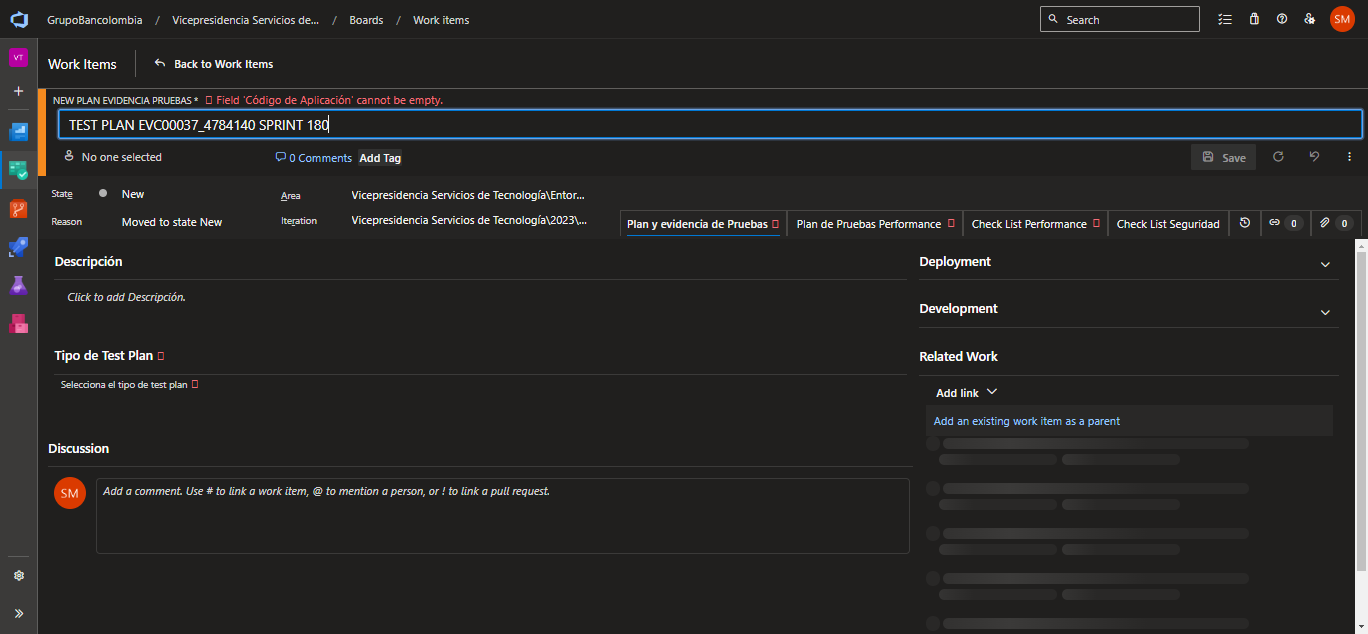 GrupoBancolombia / Vicepresidencia Servicios de... / Boards / Work items
Search
SM
VT
Work Items
Back to Work Items
NEW PLAN EVIDENCIA PRUEBAS * Field 'Código de Aplicación' cannot be empty.
TEST PLAN EVC00037_4784140 SPRINT 180
No one selected
0 Comments
Add Tag
Save
State
New
Area
Vicepresidencia Servicios de Tecnología\Entor...
Reason
Moved to state New
Iteration
Vicepresidencia Servicios de Tecnología\2023\...
Plan y evidencia de Pruebas
Plan de Pruebas Performance
Check List Performance
Check List Seguridad
0
0
Descripción
Click to add Descripción.
Tipo de Test Plan
Selecciona el tipo de test plan
Discussion
SM
Add a comment. Use # to link a work item, @ to mention a person, or ! to link a pull request.
Deployment
Development
Related Work
Add link
Add an existing work item as a parent